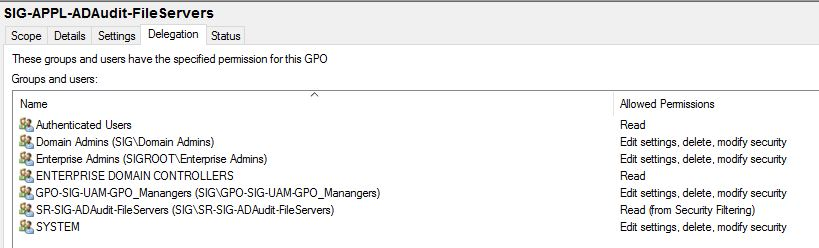 SIG-APPL-ADAudit-FileServers
Scope Details Settings Delegation Status
These groups and users have the specified permission for this GPO
Groups and users:
Name Allowed Permissions
Authenticated Users Read
Domain Admins (SIG\Domain Admins) Edit settings, delete, modify security
Enterprise Admins (SIGROOT\Enterprise Admins) Edit settings, delete, modify security
ENTERPRISE DOMAIN CONTROLLERS Read
GPO-SIG-UAM-GPO_Manangers (SIG\GPO-SIG-UAM-GPO_Manangers) Edit settings, delete, modify security
SR-SIG-ADAudit-FileServers (SIG\SR-SIG-ADAudit-FileServers) Read (from Security Filtering)
SYSTEM Edit settings, delete, modify security